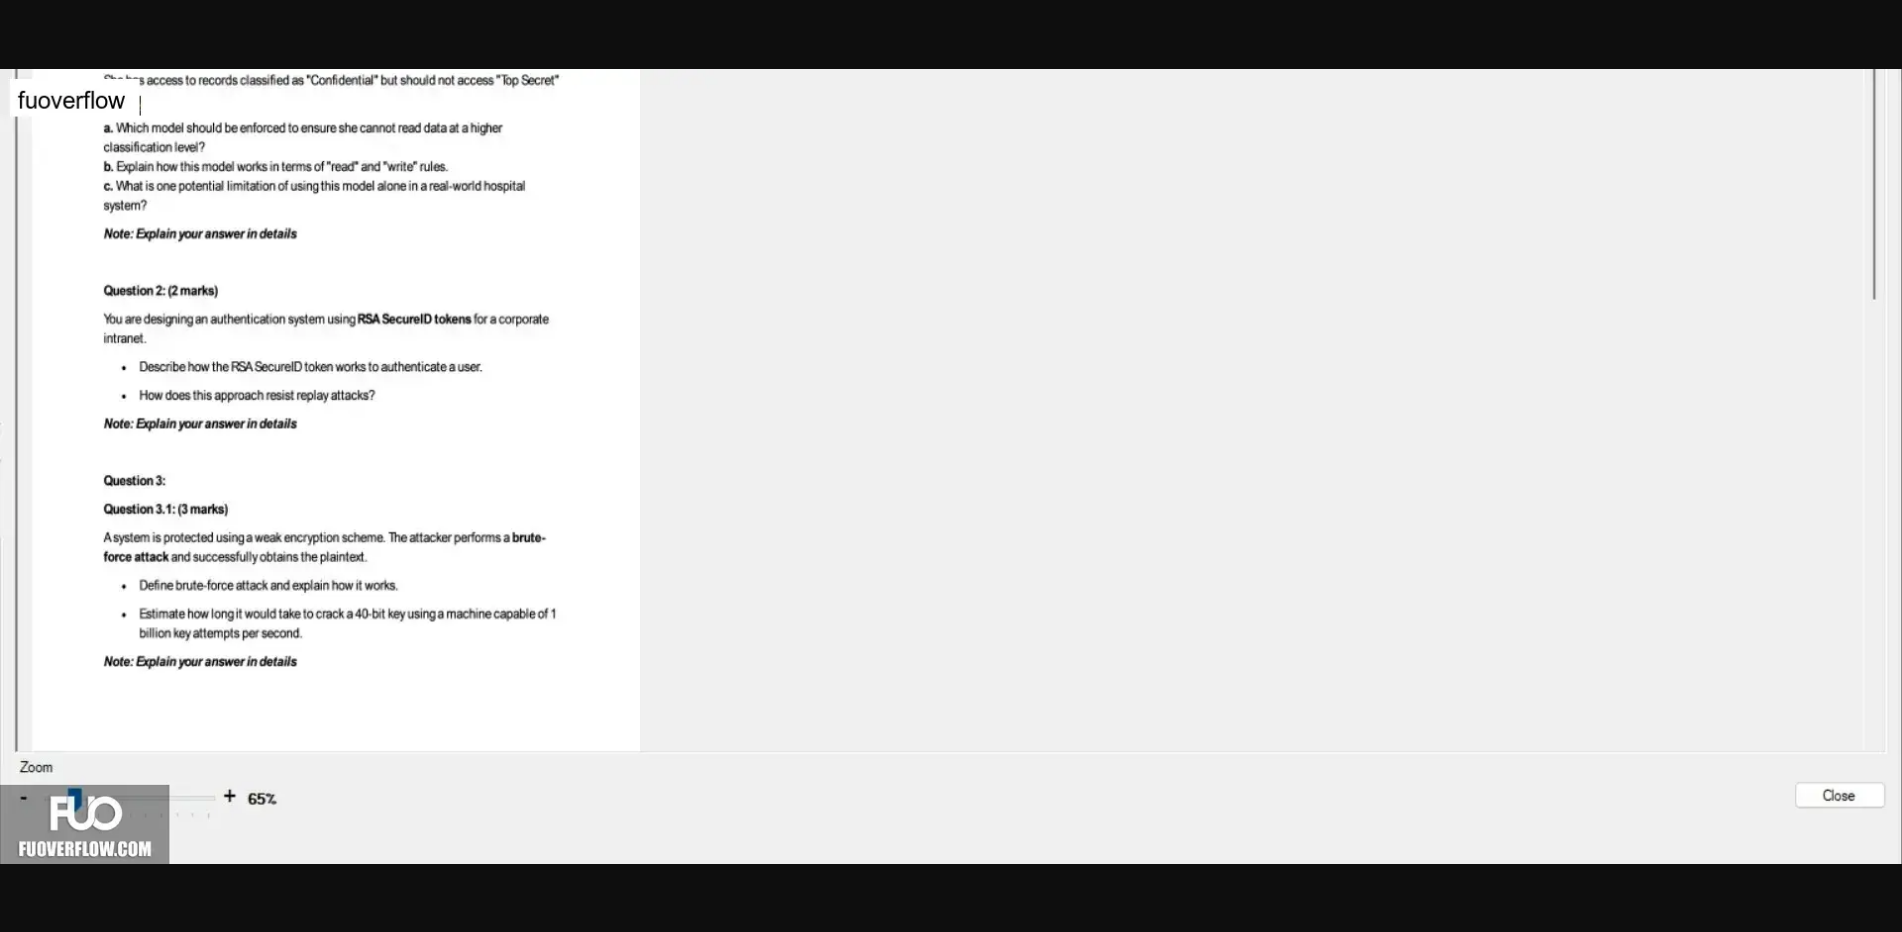 access to records classified as "Confidential" but should not access "Top Secret"
fuoverflow
a. Which model should be enforced to ensure she cannot read data at a higher
classification level?
b. Explain how this model works in terms of "read" and "write" rules.
c. What is one potential limitation of using this model alone in a real-world hospital
system?
Note: Explain your answer in details
Question 2: (2 marks)
You are designing an authentication system using RSA SecureID tokens for a corporate
intranet.
• Describe how the RSA SecureID token works to authenticate a user.
• How does this approach resist replay attacks?
Note: Explain your answer in details
Question 3:
Question 3.1: (3 marks)
A system is protected using a weak encryption scheme. The attacker performs a brute-
force attack and successfully obtains the plaintext.
• Define brute-force attack and explain how it works.
• Estimate how long it would take to crack a 40-bit key using a machine capable of 1
billion key attempts per second.
Note: Explain your answer in details
Zoom
- + 65%
Close
FUO
FUOVERFLOW.COM